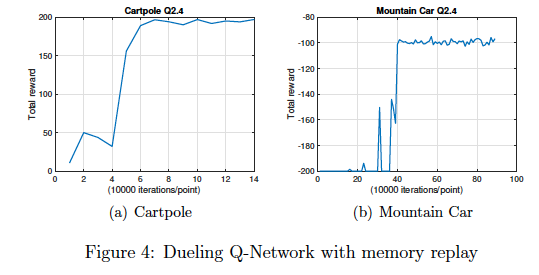 Cartpole Q2.4
200
150
100
50
0
Total reward
0 2 4 6 8 10 12 14
(10000 iterations/point)
(a) Cartpole
Mountain Car Q2.4
-80
-100
-120
-140
-160
-180
-200
Total reward
0 20 40 60 80 100
(10000 iterations/point)
(b) Mountain Car
Figure 4: Dueling Q-Network with memory replay